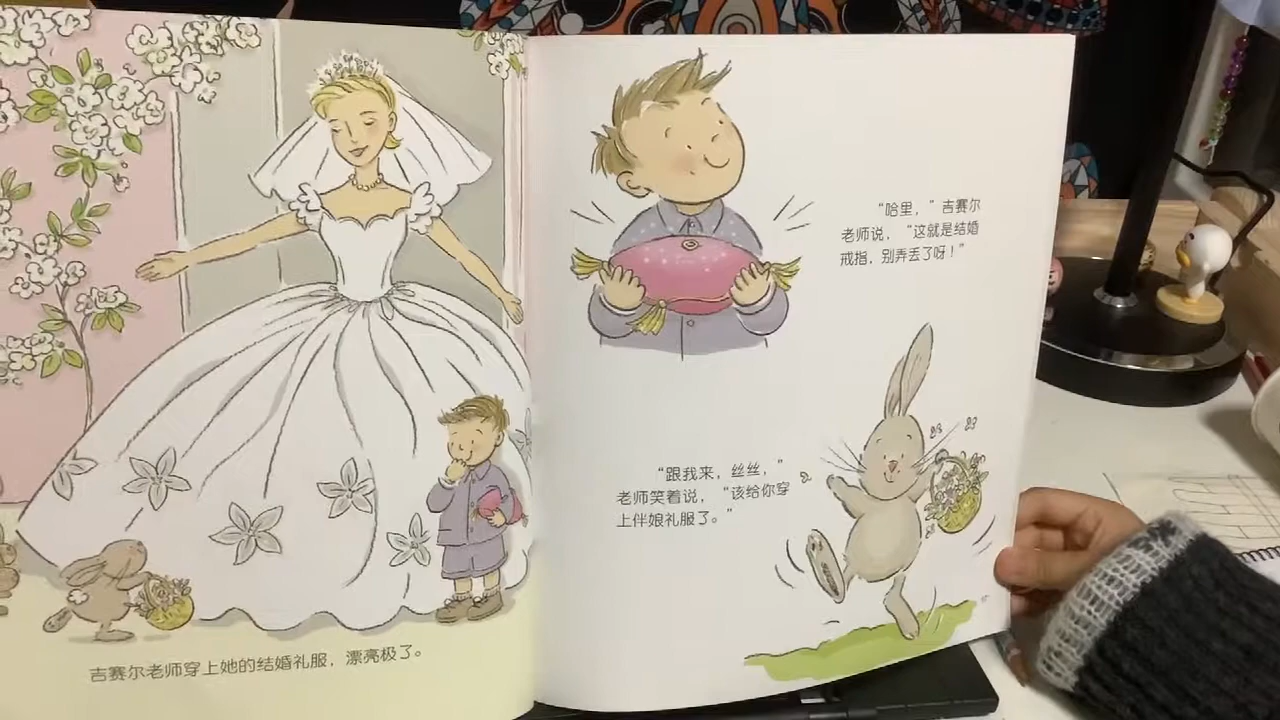 吉赛尔老师穿上她的结婚礼服，漂亮极了。
“哈里，”吉赛尔
老师说，“这就是结婚
戒指，别弄丢了呀！”
“跟我来，丝丝，”
老师笑着说，“该给你穿
上伴娘礼服了。”